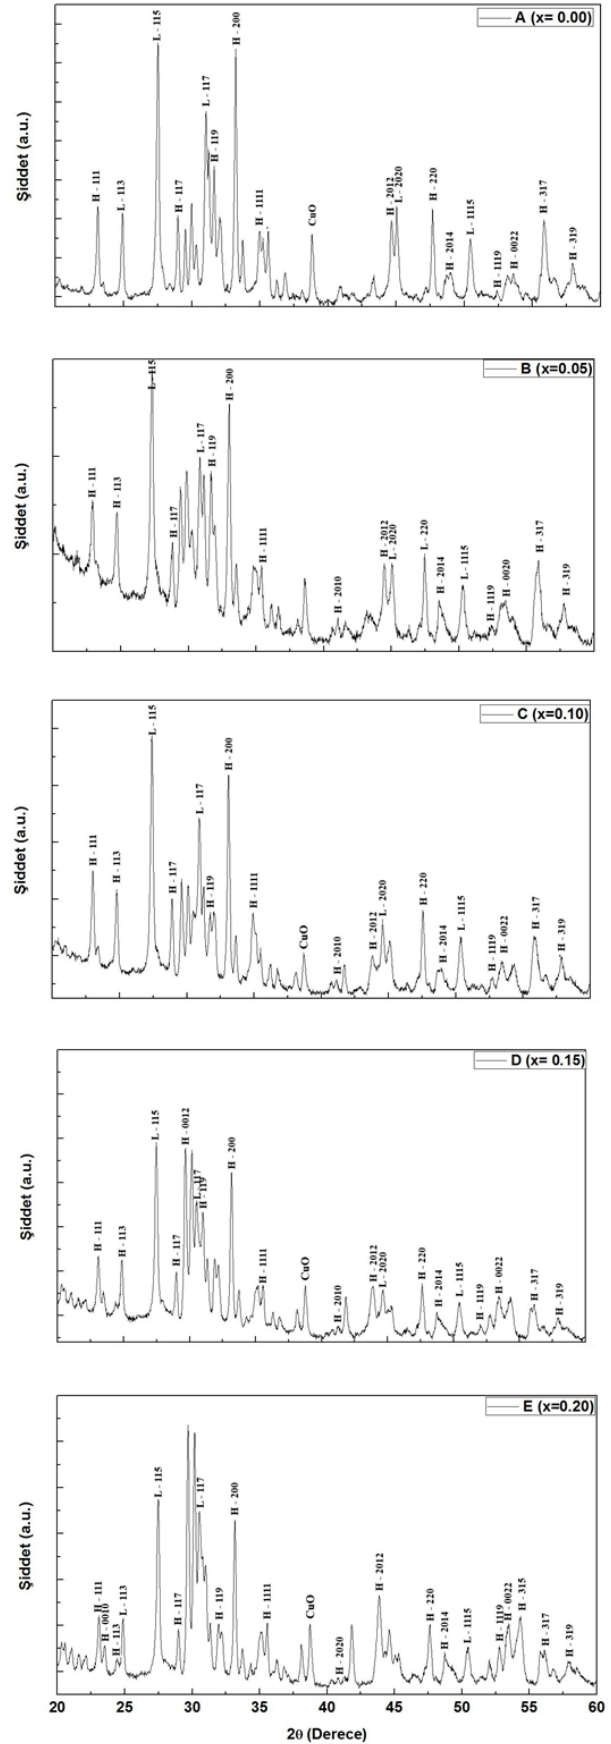 A (x= 0.00)
Şiddet (a.u.)
H - 111
L - 113
L - 115
H - 117
L - 117
H - 119
H - 200
H - 1111
CuO
H - 2012
L - 2020
H - 220
H - 2014
L - 1115
H - 1119
H - 0022
H - 317
H - 319
B (x=0.05)
Şiddet (a.u.)
H - 111
H - 113
L - 115
H - 117
L - 117
H - 119
H - 200
H - 1111
H - 2010
H - 2012
L - 2020
L - 220
H - 2014
L - 1115
H - 1119
H - 0020
H - 317
H - 319
C (x=0.10)
Şiddet (a.u.)
H - 111
H - 113
L - 115
H - 117
L - 117
H - 119
H - 200
H - 1111
CuO
H - 2010
H - 2012
L - 2020
H - 220
H - 2014
L - 1115
H - 1119
H - 0022
H - 317
H - 319
D (x= 0.15)
Şiddet (a.u.)
H - 111
H - 113
L - 115
H - 117
H - 0012
L - 117
H - 119
H - 200
H - 1111
CuO
H - 2010
H - 2012
L - 2020
H - 220
H - 2014
L - 1115
H - 1119
H - 0022
H - 317
H - 319
E (x=0.20)
Şiddet (a.u.)
H - 111
H - 0010
H - 113
L - 113
L - 115
H - 117
L - 117
H - 119
H - 200
H - 1111
CuO
H - 2020
H - 2012
H - 220
H - 2014
L - 1115
H - 1119
H - 0022
H - 315
H - 317
H - 319
20 25 30 35 40 45 50 55 60
2θ (Derece)